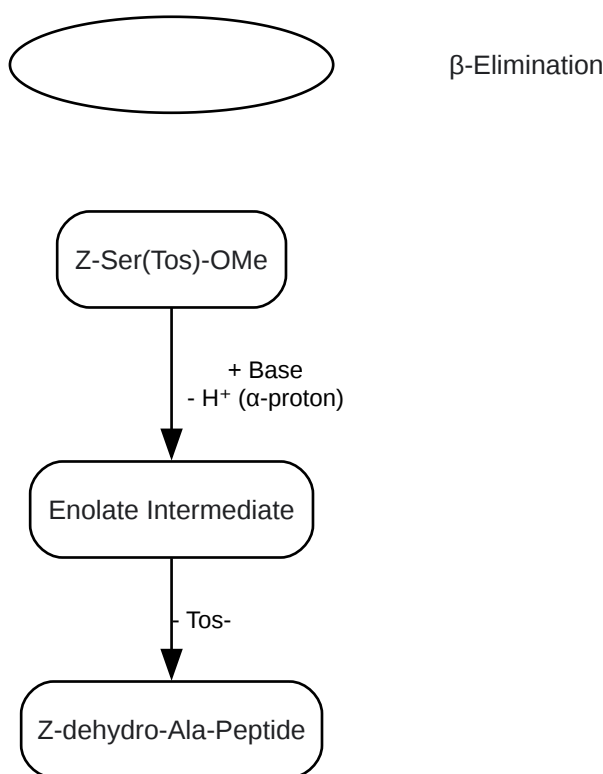 β-Elimination
Z-Ser(Tos)-OMe
+ Base
- H⁺ (α-proton)
Enolate Intermediate
- Tos-
Z-dehydro-Ala-Peptide